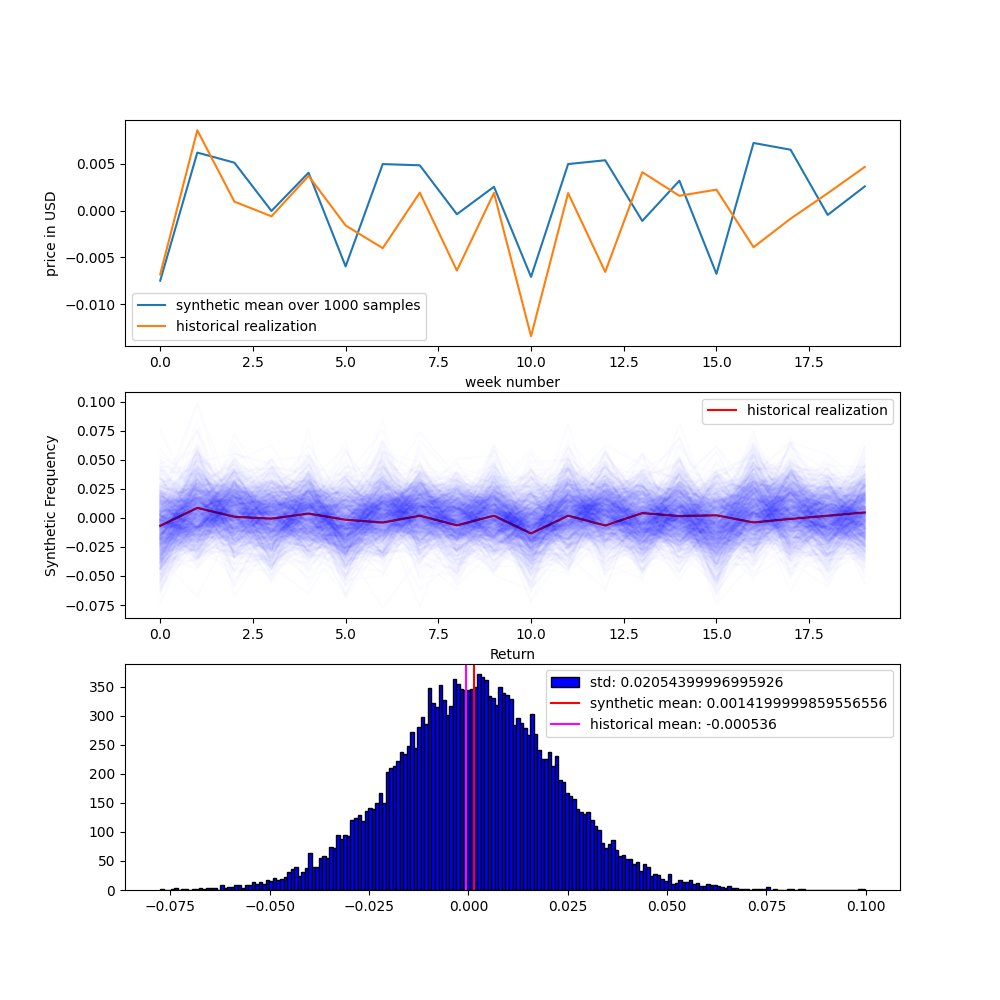 0.005
0.000
−0.005
−0.010
price in USD
synthetic mean over 1000 samples
historical realization
0.0 2.5 5.0 7.5 10.0 12.5 15.0 17.5
week number
0.100
0.075
0.050
0.025
0.000
−0.025
−0.050
−0.075
Synthetic Frequency
historical realization
0.0 2.5 5.0 7.5 10.0 12.5 15.0 17.5
Return
350
300
250
200
150
100
50
0
std: 0.02054399996995926
synthetic mean: 0.0014199999859556556
historical mean: -0.000536
−0.075 −0.050 −0.025 0.000 0.025 0.050 0.075 0.100